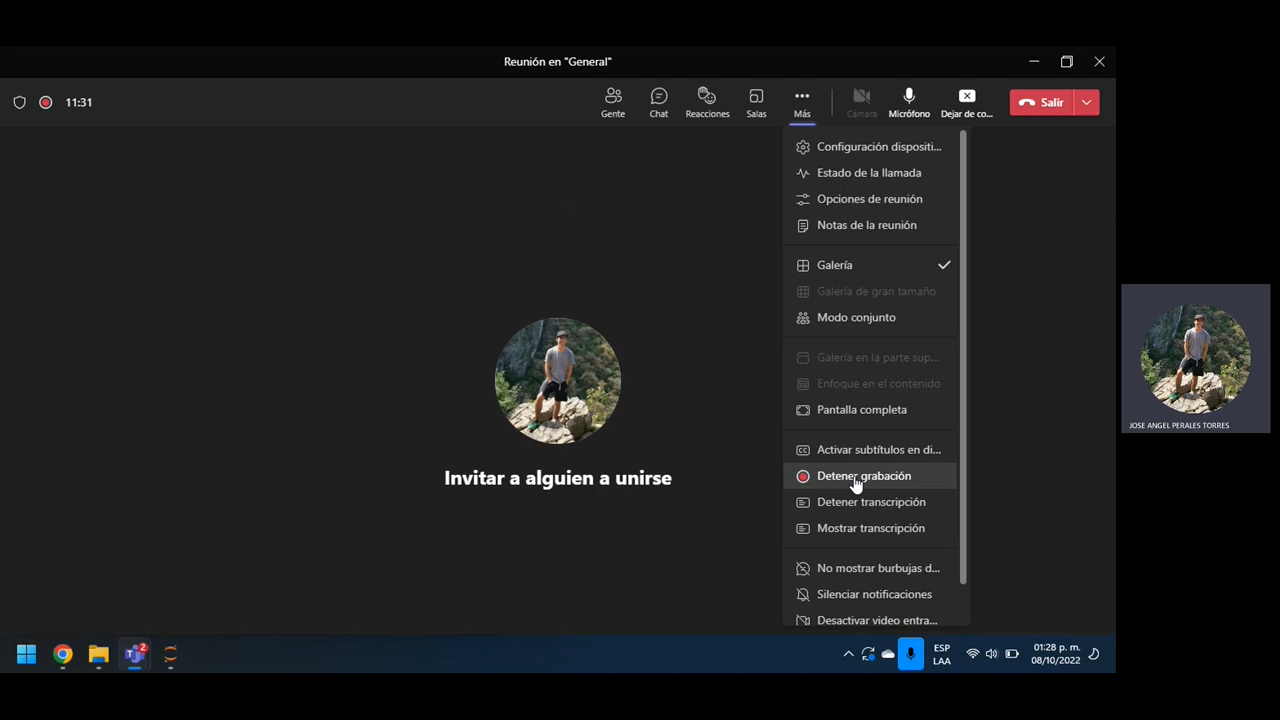 Reunión en "General"
11:31
Gente
Chat
Reacciones
Salas
Más
Cámara
Micrófono
Dejar de co...
Salir
Configuración dispositi...
Estado de la llamada
Opciones de reunión
Notas de la reunión
Galería
Galería de gran tamaño
Modo conjunto
Galería en la parte sup...
Enfoque en el contenido
Pantalla completa
CC Activar subtítulos en di...
Detener grabación
Detener transcripción
Mostrar transcripción
No mostrar burbujas d...
Silenciar notificaciones
Desactivar video entra...
Invitar a alguien a unirse
JOSE ANGEL PERALES TORRES
T
2
ESP
LAA
01:28 p. m.
08/10/2022